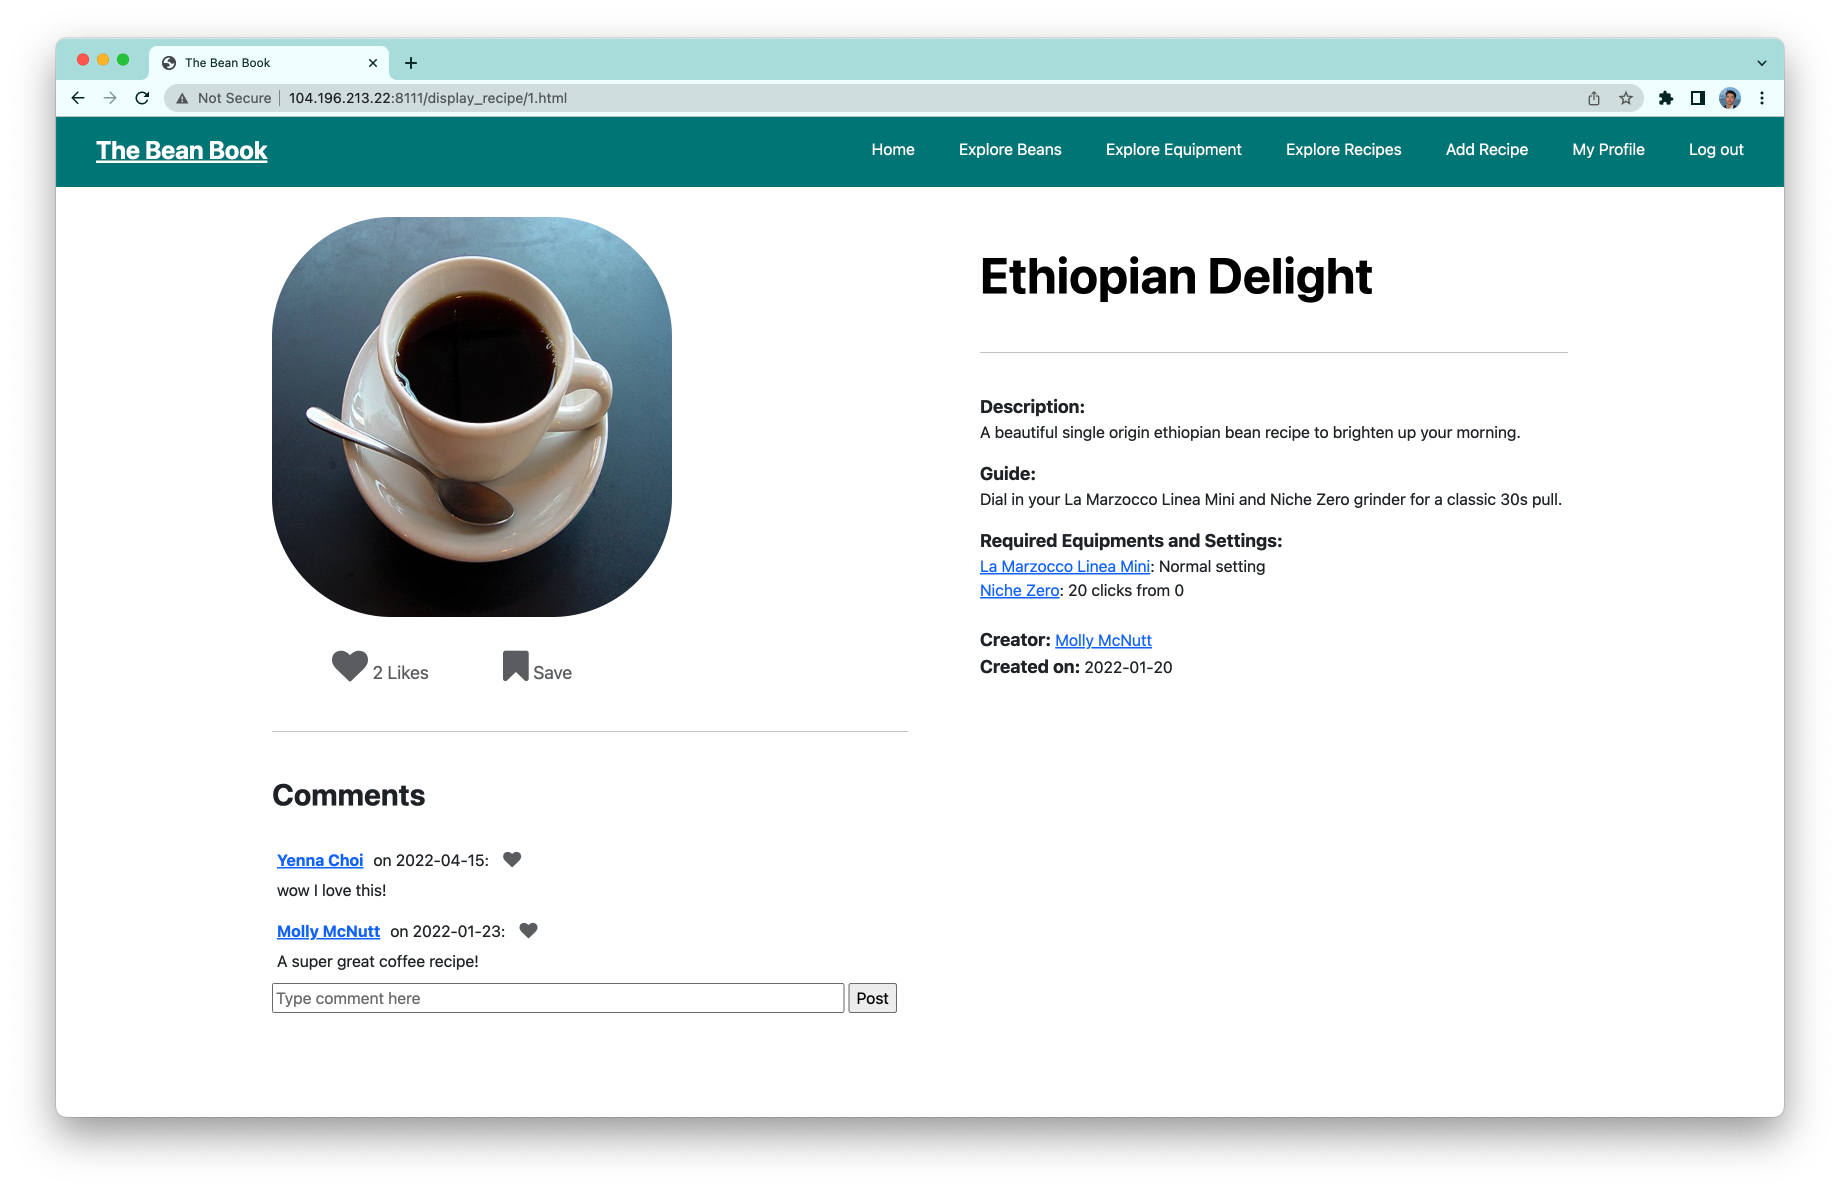 The Bean Book
Not Secure 104.196.213.22:8111/display_recipe/1.html
The Bean Book Home Explore Beans Explore Equipment Explore Recipes Add Recipe My Profile Log out
Ethiopian Delight
Description:
A beautiful single origin ethiopian bean recipe to brighten up your morning.
Guide:
Dial in your La Marzocco Linea Mini and Niche Zero grinder for a classic 30s pull.
Required Equipments and Settings:
La Marzocco Linea Mini: Normal setting
Niche Zero: 20 clicks from 0
Creator: Molly McNutt
Created on: 2022-01-20
2 Likes Save
Comments
Yenna Choi on 2022-04-15:
wow I love this!
Molly McNutt on 2022-01-23:
A super great coffee recipe!
Type comment here Post